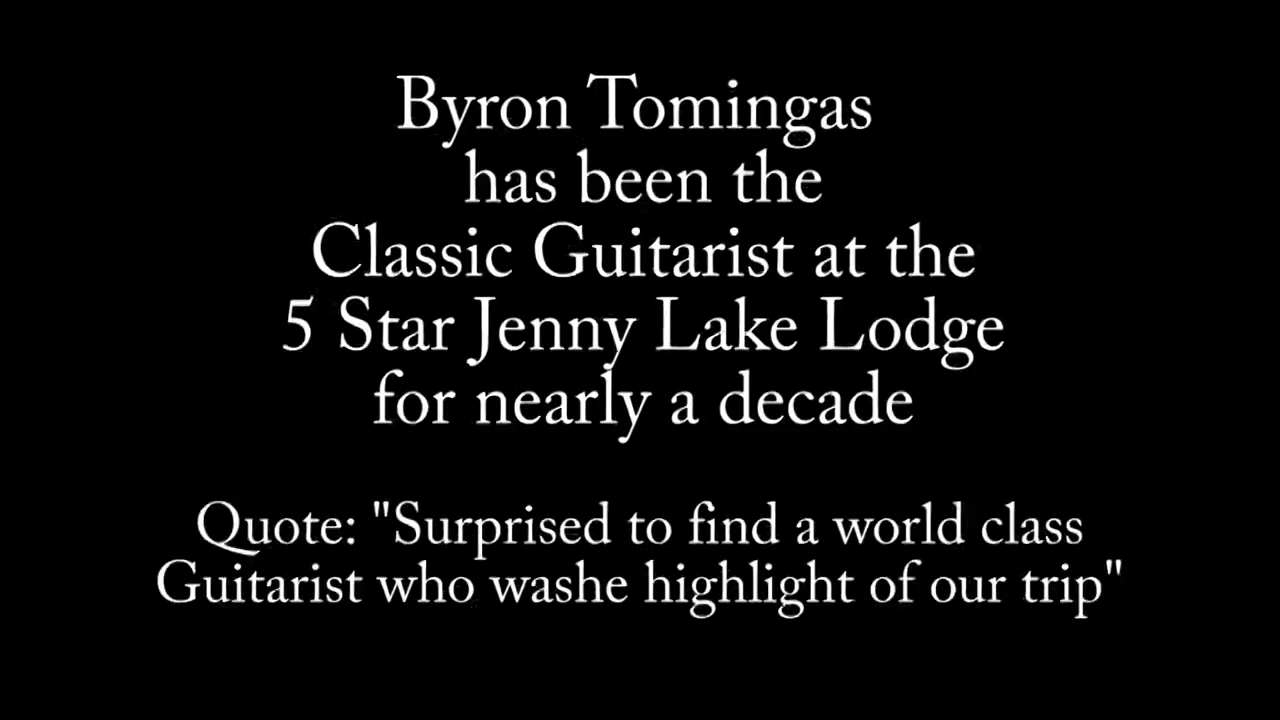 Byron Tomingas
has been the
Classic Guitarist at the
5 Star Jenny Lake Lodge
for nearly a decade
Quote: "Surprised to find a world class
Guitarist who washe highlight of our trip"